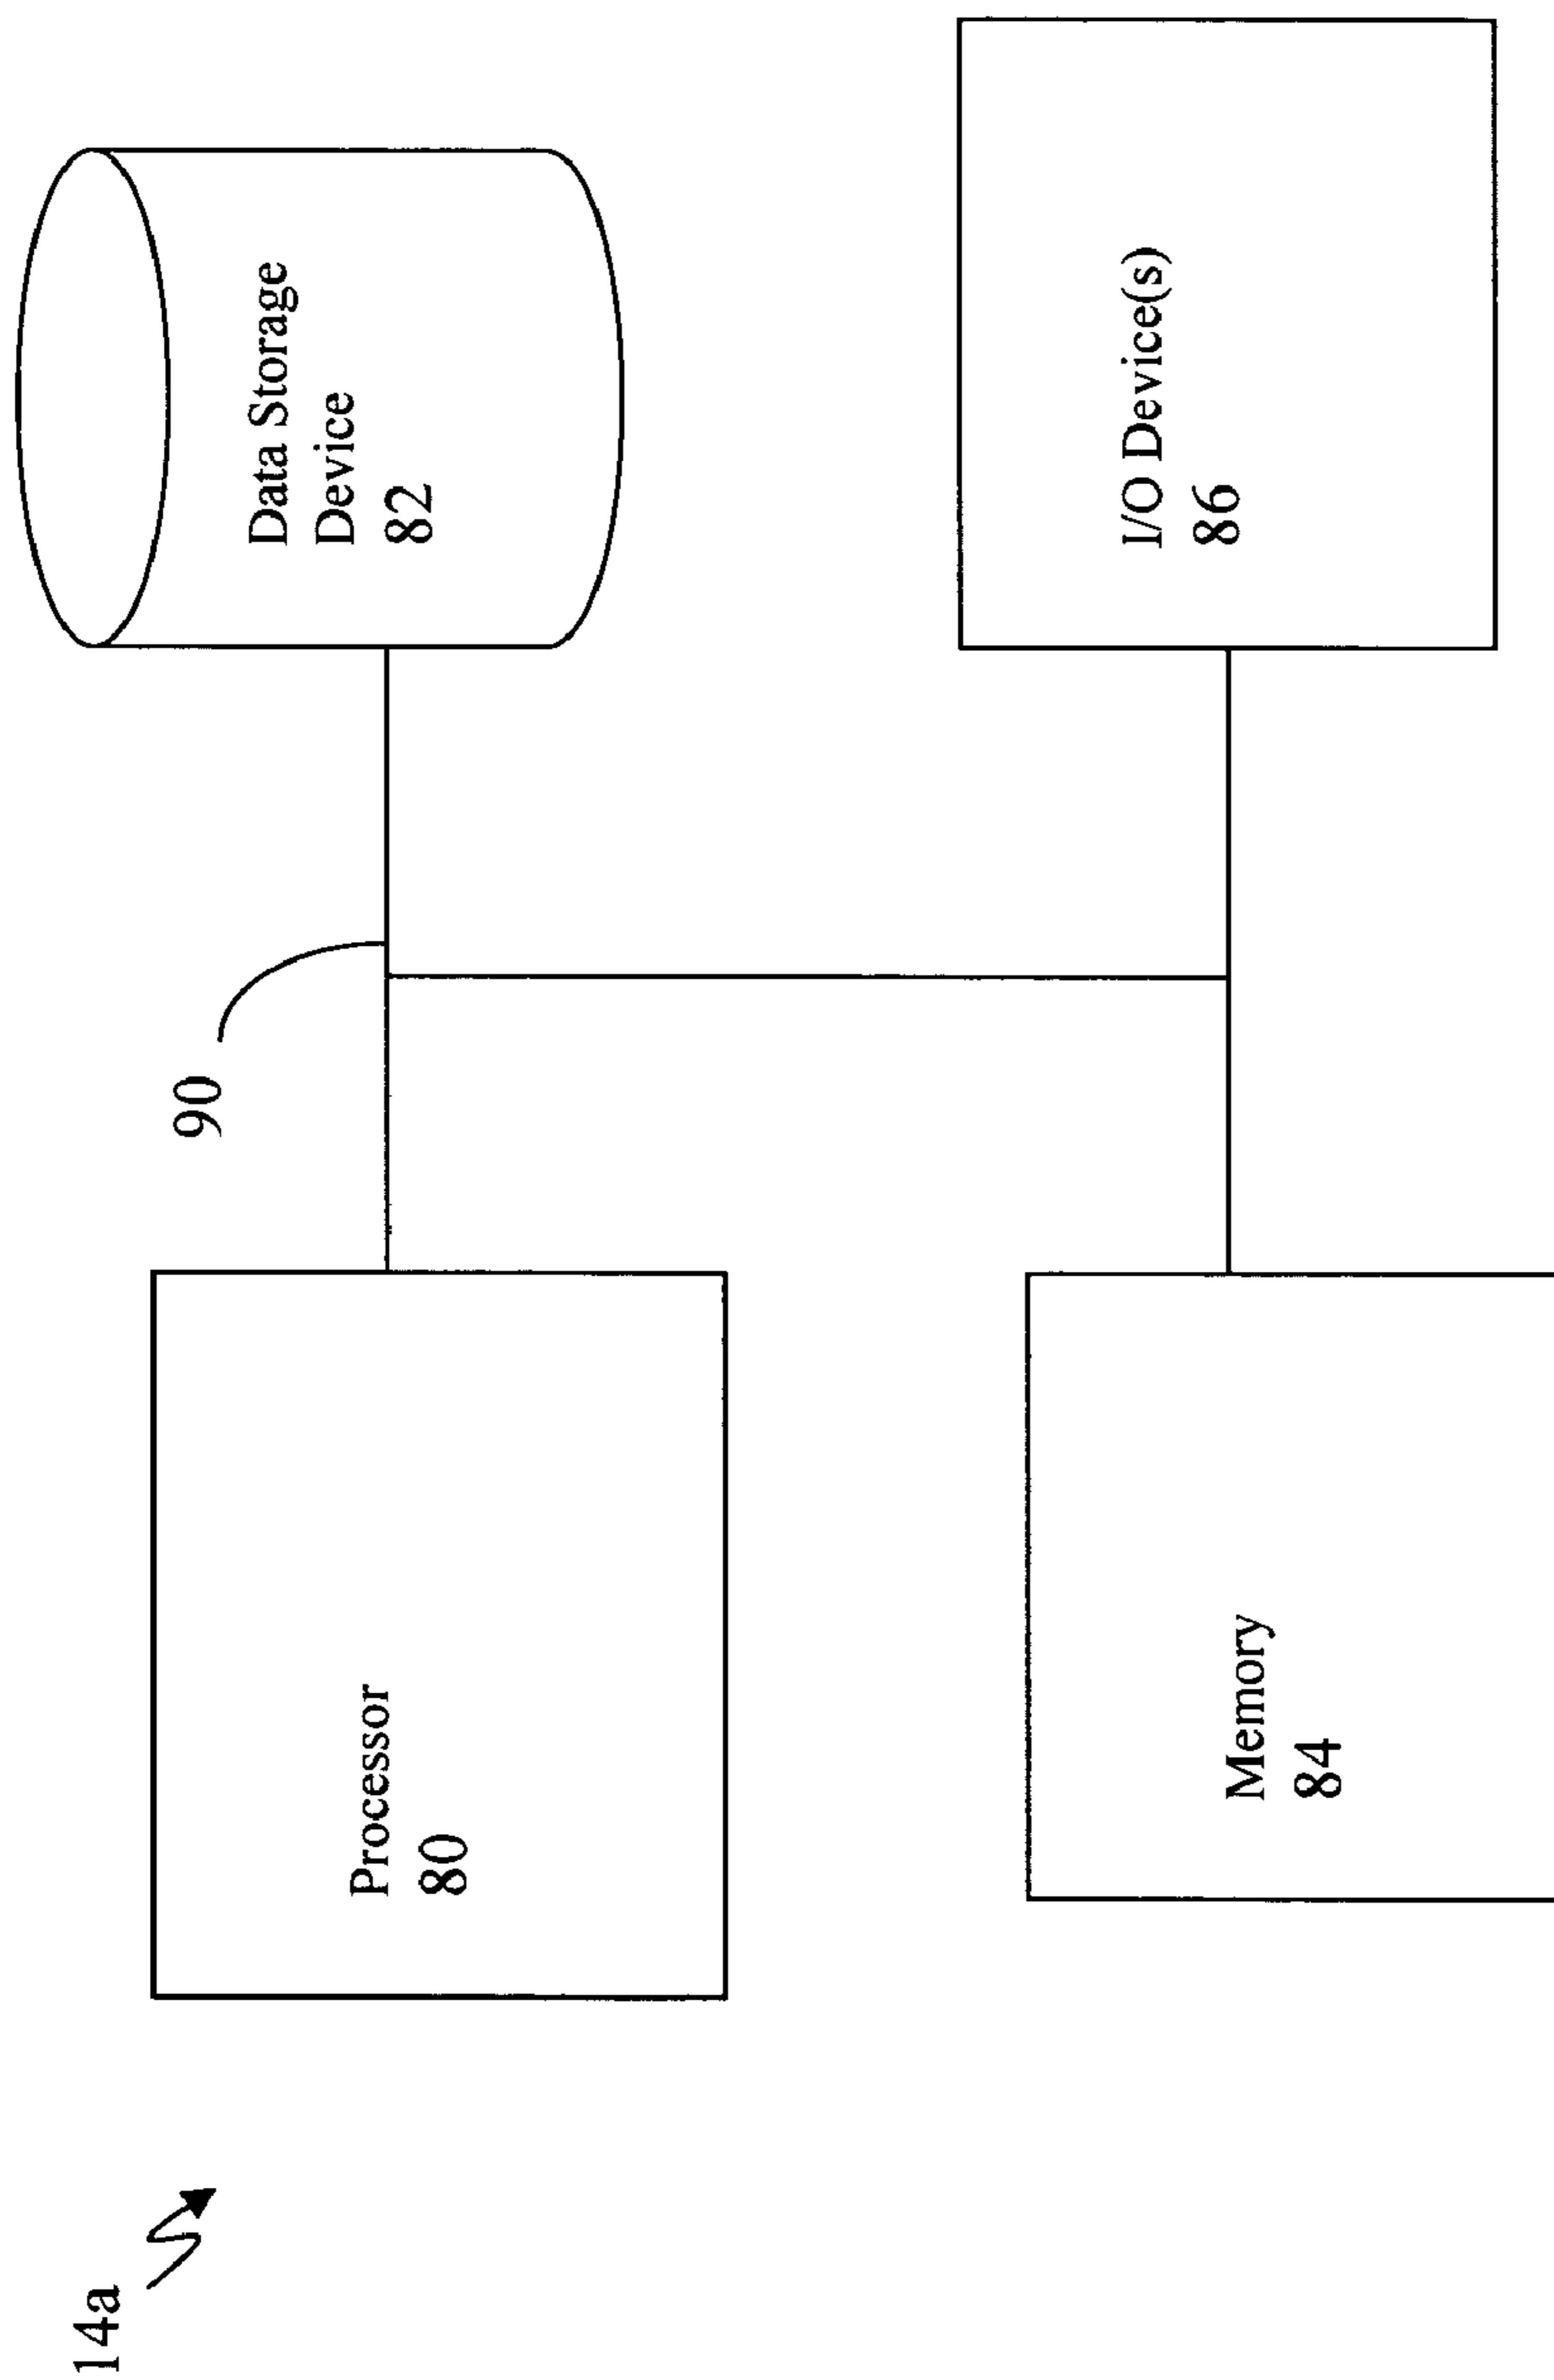 14a
90
Processor
80
Data Storage
Device
82
Memory
84
I/O Device(s)
86